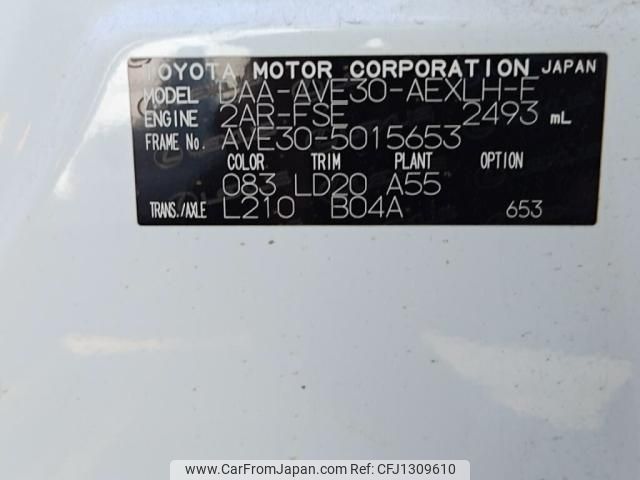 TOYOTA MOTOR CORPORATION JAPAN
MODEL DAA-AVE30-AEXLH-E
ENGINE 2AR-FSE 2493 mL
FRAME No. AVE30-5015653
COLOR TRIM PLANT OPTION
083 LD20 A55
TRANS./AXLE L210 B04A 653
www.CarFromJapan.com - CFJ1309610